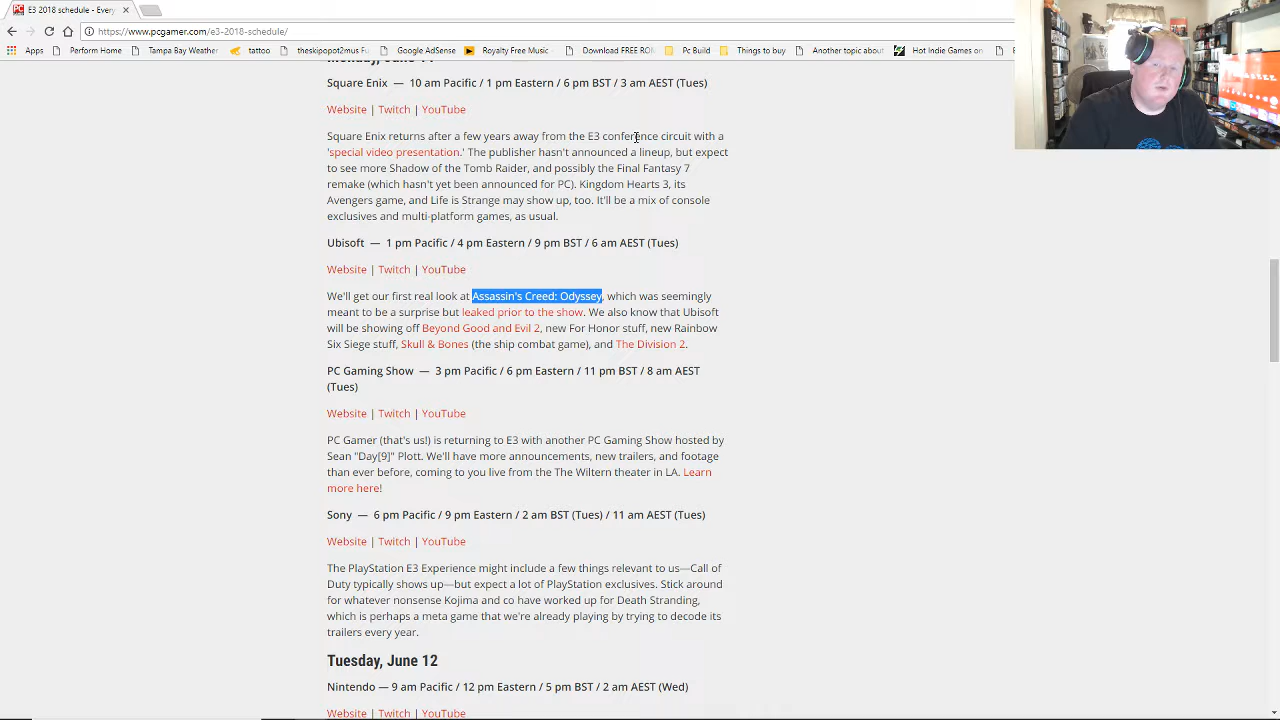 E3 2018 schedule - Every
https://www.pcgamer.com/e3-2018-schedule/
Apps
Perform Home
Tampa Bay Weather
tattoo
theskipopot2mus Fu
Google AdSense
Royalty Free Music
Download FREE ROM
Pc Build
Things to buy
Another topic about
Hot Indie Games on
Square Enix — 10 am Pacific / 1 pm Eastern / 6 pm BST / 3 am AEST (Tues)
Website | Twitch | YouTube
Square Enix returns after a few years away from the E3 conference circuit with a
'special video presentation.' The publisher hasn't announced a lineup, but expect
to see more Shadow of the Tomb Raider, and possibly the Final Fantasy 7
remake (which hasn't yet been announced for PC). Kingdom Hearts 3, its
Avengers game, and Life is Strange may show up, too. It'll be a mix of console
exclusives and multi-platform games, as usual.
Ubisoft — 1 pm Pacific / 4 pm Eastern / 9 pm BST / 6 am AEST (Tues)
Website | Twitch | YouTube
We'll get our first real look at Assassin's Creed: Odyssey, which was seemingly
meant to be a surprise but leaked prior to the show. We also know that Ubisoft
will be showing off Beyond Good and Evil 2, new For Honor stuff, new Rainbow
Six Siege stuff, Skull & Bones (the ship combat game), and The Division 2.
PC Gaming Show — 3 pm Pacific / 6 pm Eastern / 11 pm BST / 8 am AEST
(Tues)
Website | Twitch | YouTube
PC Gamer (that's us!) is returning to E3 with another PC Gaming Show hosted by
Sean "Day[9]" Plott. We'll have more announcements, new trailers, and footage
than ever before, coming to you live from the The Wiltern theater in LA. Learn
more here!
Sony — 6 pm Pacific / 9 pm Eastern / 2 am BST (Tues) / 11 am AEST (Tues)
Website | Twitch | YouTube
The PlayStation E3 Experience might include a few things relevant to us—Call of
Duty typically shows up—but expect a lot of PlayStation exclusives. Stick around
for whatever nonsense Kojima and co have worked up for Death Stranding,
which is perhaps a meta game that we're already playing by trying to decode its
trailers every year.
Tuesday, June 12
Nintendo — 9 am Pacific / 12 pm Eastern / 5 pm BST / 2 am AEST (Wed)
Website | Twitch | YouTube